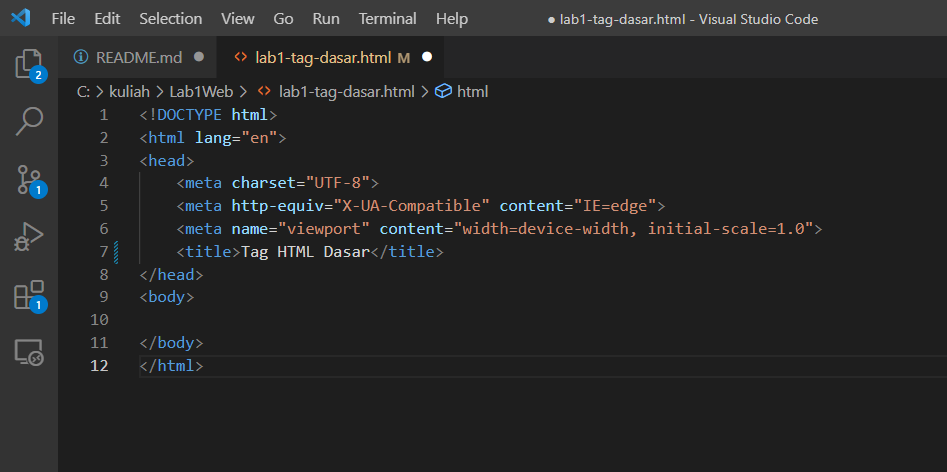 File Edit Selection View Go Run Terminal Help ● lab1-tag-dasar.html - Visual Studio Code
README.md ● <> lab1-tag-dasar.html M ●
C: > kuliah > Lab1Web > <> lab1-tag-dasar.html > html
1 <!DOCTYPE html>
2 <html lang="en">
3 <head>
4     <meta charset="UTF-8">
5     <meta http-equiv="X-UA-Compatible" content="IE=edge">
6     <meta name="viewport" content="width=device-width, initial-scale=1.0">
7     <title>Tag HTML Dasar</title>
8 </head>
9 <body>
10
11 </body>
12 </html>
2
1
1